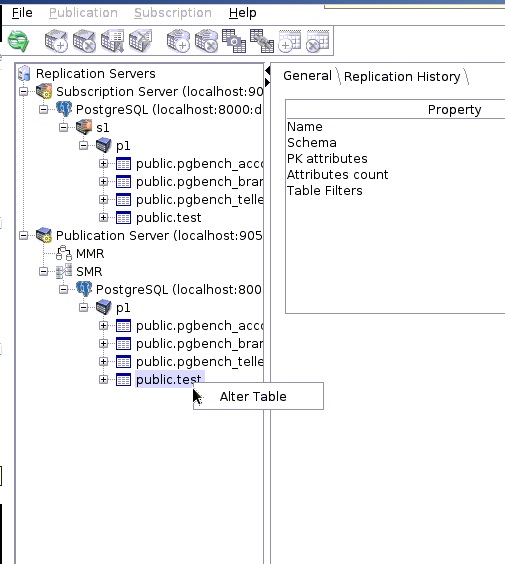 File Publication Subscription Help
Replication Servers
Subscription Server (localhost:90
PostgreSQL (localhost:8000:d
s1
p1
public.pgbench_acco
public.pgbench_bran
public.pgbench_telle
public.test
Publication Server (localhost:905
MMR
SMR
PostgreSQL (localhost:800
p1
public.pgbench_acco
public.pgbench_bran
public.pgbench_telle
public.test
Alter Table
General Replication History
Property
Name
Schema
PK attributes
Attributes count
Table Filters